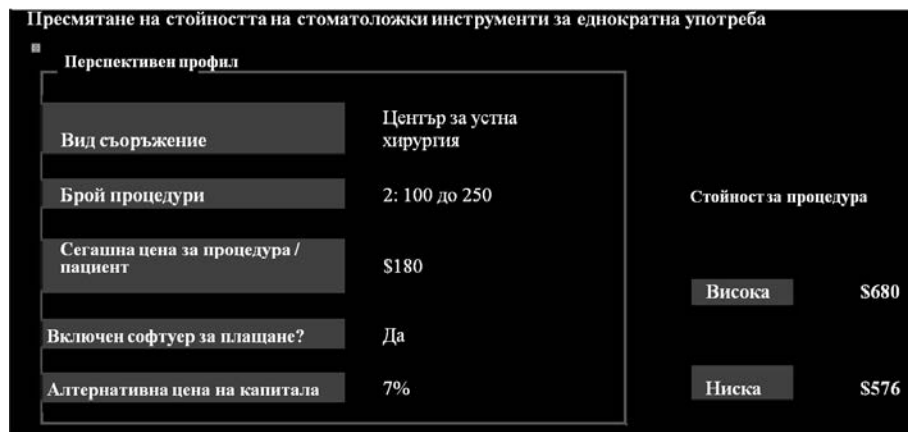 Пресмятане на стойността на стоматоложки инструменти за еднократна употреба
Перспективен профил
Вид съоръжение
Център за устна
хирургия
Брой процедури
2: 100 до 250
Стойност за процедура
Сегашна цена за процедура /
пациент
$180
Висока
$680
Включен софтуер за плащане?
Да
Алтернативна цена на капитала
7%
Ниска
$576